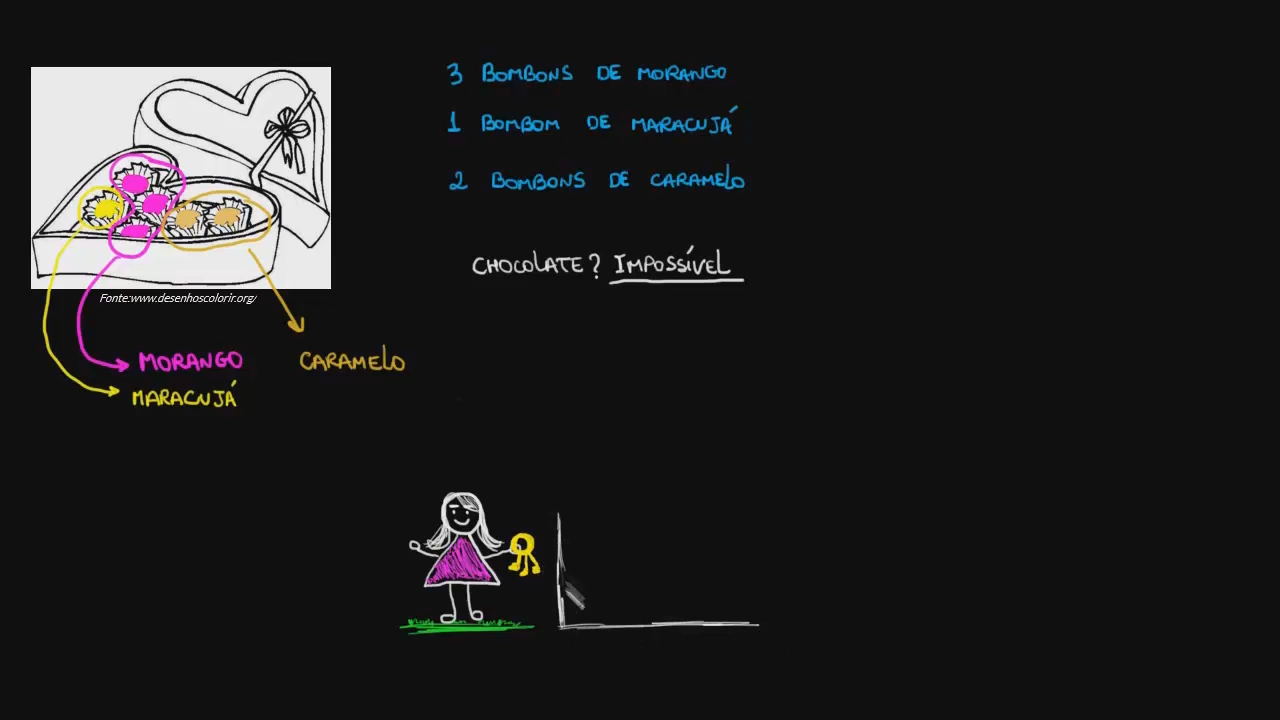 3 BOMBONS DE MORANGO
1 BOMBOM DE MARACUJÁ
2 BOMBONS DE CARAMELO
CHOCOLATE? IMPOSSÍVEL
Fonte:www.desenhoscolorir.org/
MORANGO
CARAMELO
MARACUJÁ